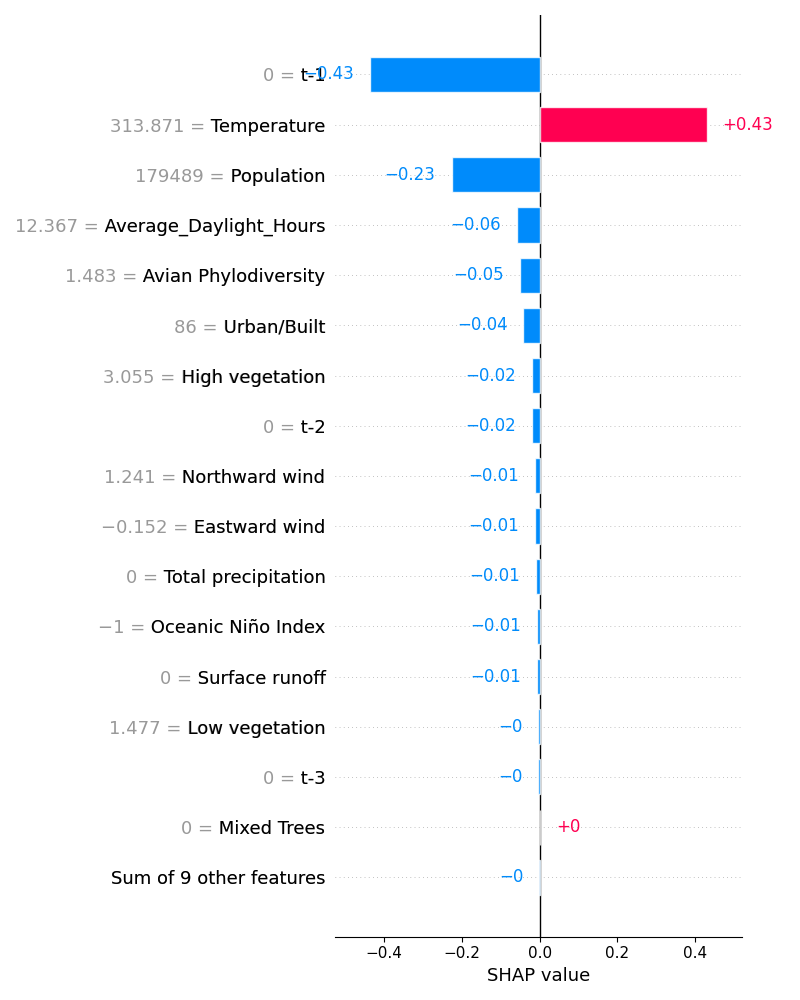 0 = t-1 −0.43
313.871 = Temperature +0.43
179489 = Population −0.23
12.367 = Average_Daylight_Hours −0.06
1.483 = Avian Phylodiversity −0.05
86 = Urban/Built −0.04
3.055 = High vegetation −0.02
0 = t-2 −0.02
1.241 = Northward wind −0.01
−0.152 = Eastward wind −0.01
0 = Total precipitation −0.01
−1 = Oceanic Niño Index −0.01
0 = Surface runoff −0.01
1.477 = Low vegetation −0
0 = t-3 −0
0 = Mixed Trees +0
Sum of 9 other features −0
−0.4 −0.2 0.0 0.2 0.4
SHAP value